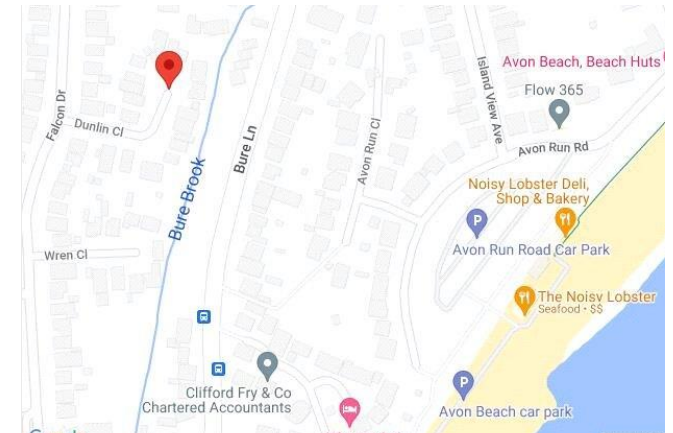 Avon Beach, Beach Huts
Flow 365
Island View Ave
Falcon Dr
Dunlin Cl
Bure Ln
Avon Run Cl
Avon Run Rd
Bure Brook
Noisy Lobster Deli,
Shop & Bakery
P
Avon Run Road Car Park
Wren Cl
The Noisy Lobster
Seafood · $$
Clifford Fry & Co
Chartered Accountants
P
Avon Beach car park